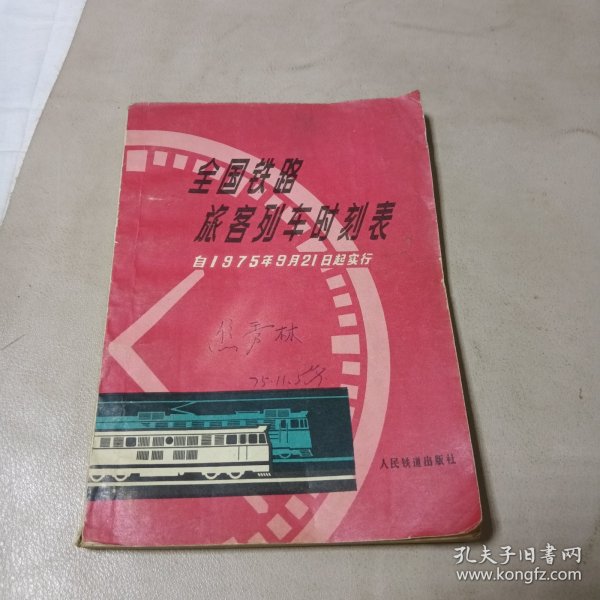 全国铁路
旅客列车时刻表
自1975年9月21日起实行
林
75.11.5
人民铁道出版社
孔夫子旧书网
www.kongfz.com